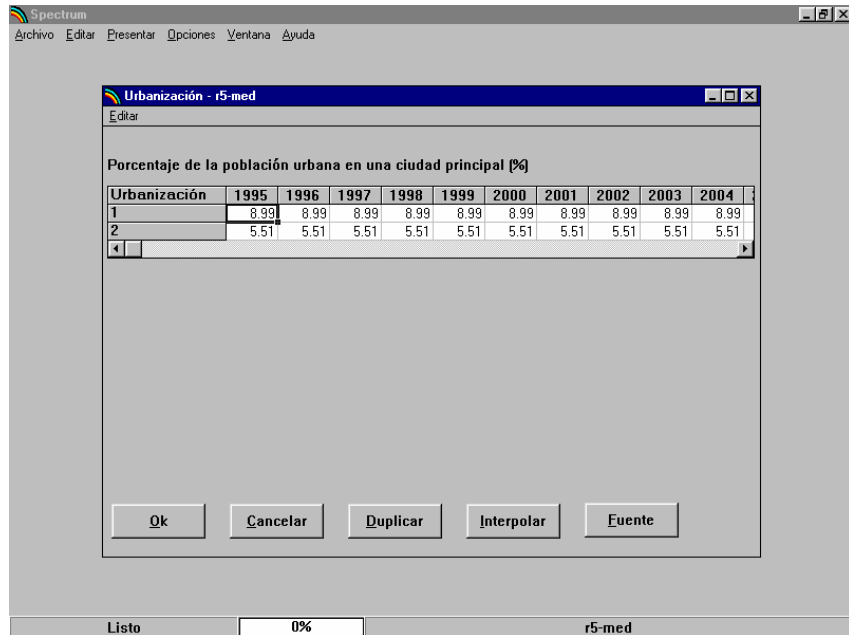 Spectrum
Archivo Editar Presentar Opciones Ventana Ayuda
Urbanización - r5-med
Editar
Porcentaje de la población urbana en una ciudad principal (%)
Urbanización 1995 1996 1997 1998 1999 2000 2001 2002 2003 2004
1 8.99 8.99 8.99 8.99 8.99 8.99 8.99 8.99 8.99 8.99
2 5.51 5.51 5.51 5.51 5.51 5.51 5.51 5.51 5.51 5.51
Ok Cancelar Duplicar Interpolar Fuente
Listo 0% r5-med